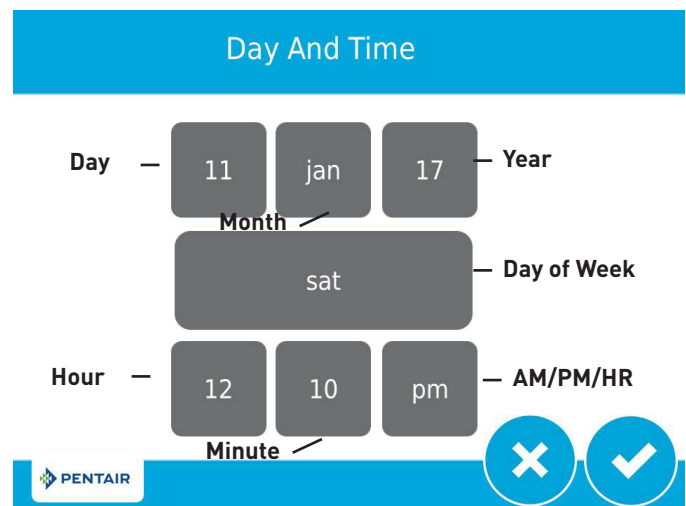 Day And Time
Day 11 jan 17 Year
Month
sat Day of Week
Hour 12 10 pm AM/PM/HR
Minute
PENTAIR